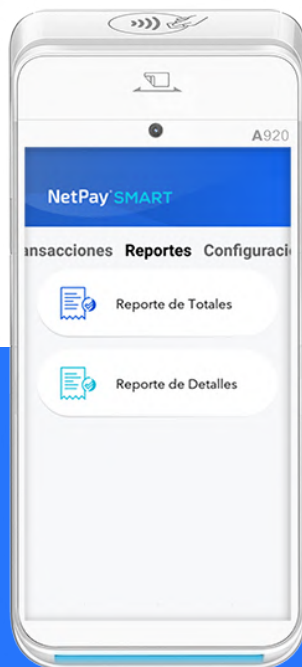 A920
NetPay SMART
ansacciones Reportes Configuraci
Reporte de Totales
Reporte de Detalles